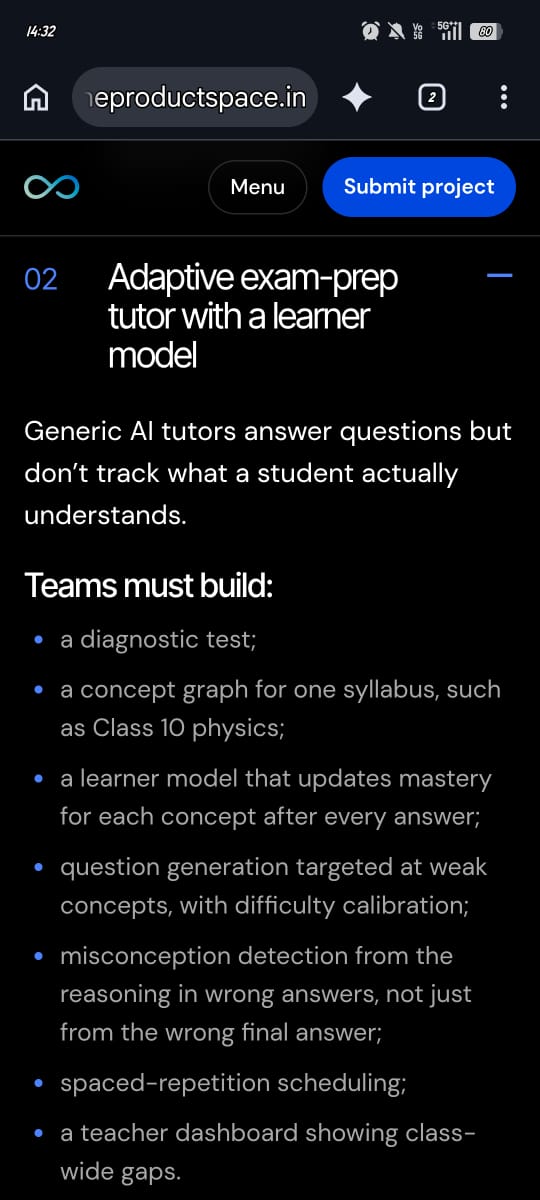 14:32
Vo
5G
5G+
80
eproductspace.in
2
Menu
Submit project
02
Adaptive exam-prep
tutor with a learner
model
Generic AI tutors answer questions but
don’t track what a student actually
understands.
Teams must build:
• a diagnostic test;
• a concept graph for one syllabus, such
as Class 10 physics;
• a learner model that updates mastery
for each concept after every answer;
• question generation targeted at weak
concepts, with difficulty calibration;
• misconception detection from the
reasoning in wrong answers, not just
from the wrong final answer;
• spaced-repetition scheduling;
• a teacher dashboard showing class-
wide gaps.